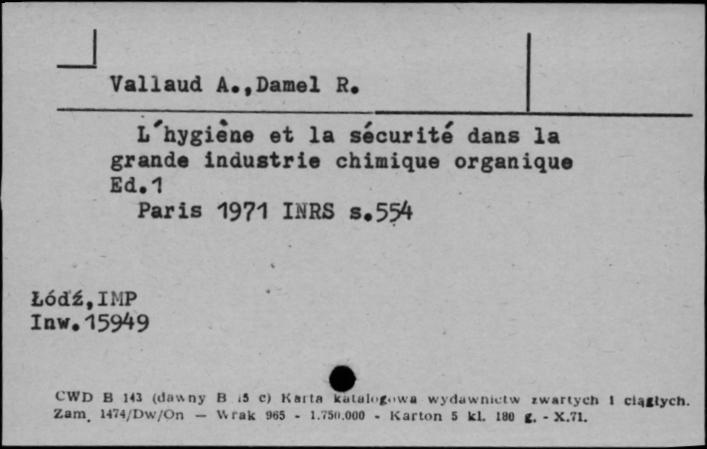 Vallaud A.,Damel R.
L'hygiène et la sécurité dans la
grande industrie chimique organique
Ed.1
Paris 1971 INRS s.554
Łódź,IMP
Inw.15949
CWD B 143 (dawny B 15 c) Karta katalogowa wydawnictw zwartych i ciągłych.
Zam. 1474/Dw/On — Wrak 965 - 1.750.000 - Karton 5 kl. 180 g. - X.71.